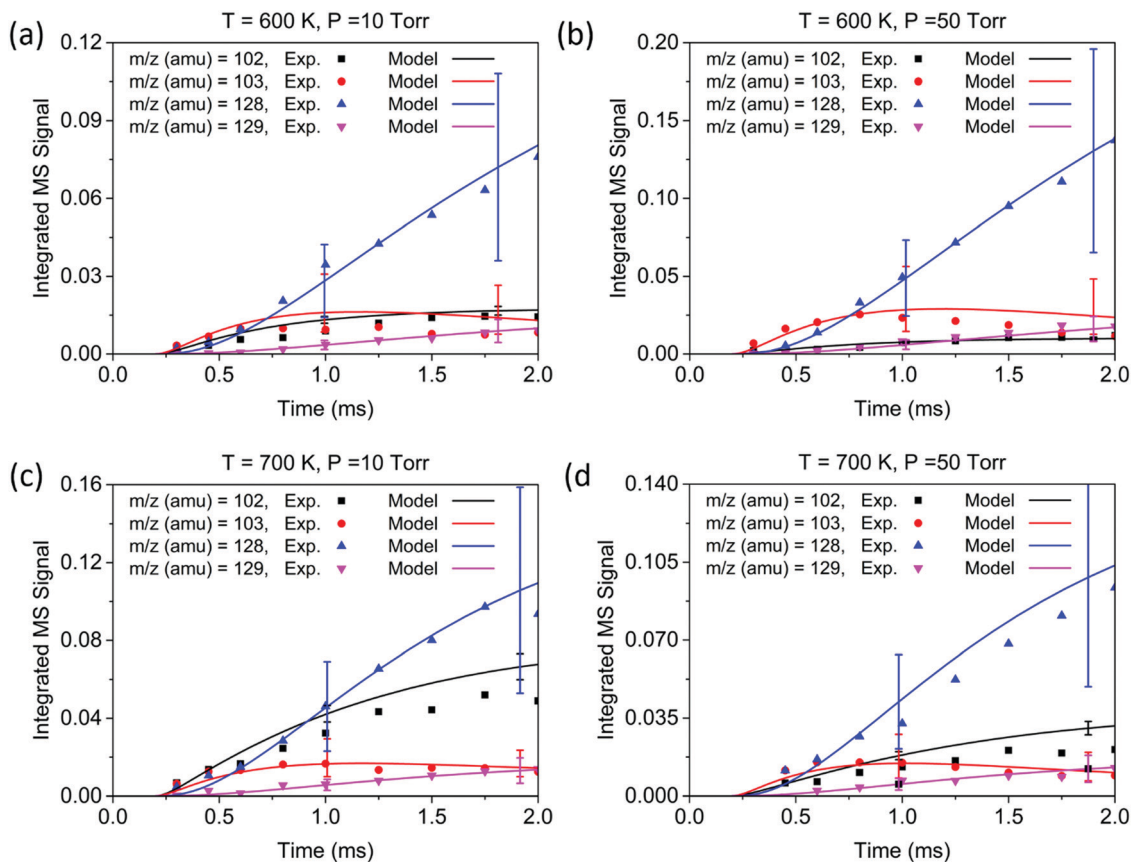 (a)
T = 600 K, P =10 Torr
Integrated MS Signal
0.12
0.09
0.06
0.03
0.00
m/z (amu) = 102, Exp. Model
m/z (amu) = 103, Exp. Model
m/z (amu) = 128, Exp. Model
m/z (amu) = 129, Exp. Model
0.0 0.5 1.0 1.5 2.0
Time (ms)
(b)
T = 600 K, P =50 Torr
Integrated MS Signal
0.20
0.15
0.10
0.05
0.00
m/z (amu) = 102, Exp. Model
m/z (amu) = 103, Exp. Model
m/z (amu) = 128, Exp. Model
m/z (amu) = 129, Exp. Model
0.0 0.5 1.0 1.5 2.0
Time (ms)
(c)
T = 700 K, P =10 Torr
Integrated MS Signal
0.16
0.12
0.08
0.04
0.00
m/z (amu) = 102, Exp. Model
m/z (amu) = 103, Exp. Model
m/z (amu) = 128, Exp. Model
m/z (amu) = 129, Exp. Model
0.0 0.5 1.0 1.5 2.0
Time (ms)
(d)
T = 700 K, P =50 Torr
Integrated MS Signal
0.140
0.105
0.070
0.035
0.000
m/z (amu) = 102, Exp. Model
m/z (amu) = 103, Exp. Model
m/z (amu) = 128, Exp. Model
m/z (amu) = 129, Exp. Model
0.0 0.5 1.0 1.5 2.0
Time (ms)